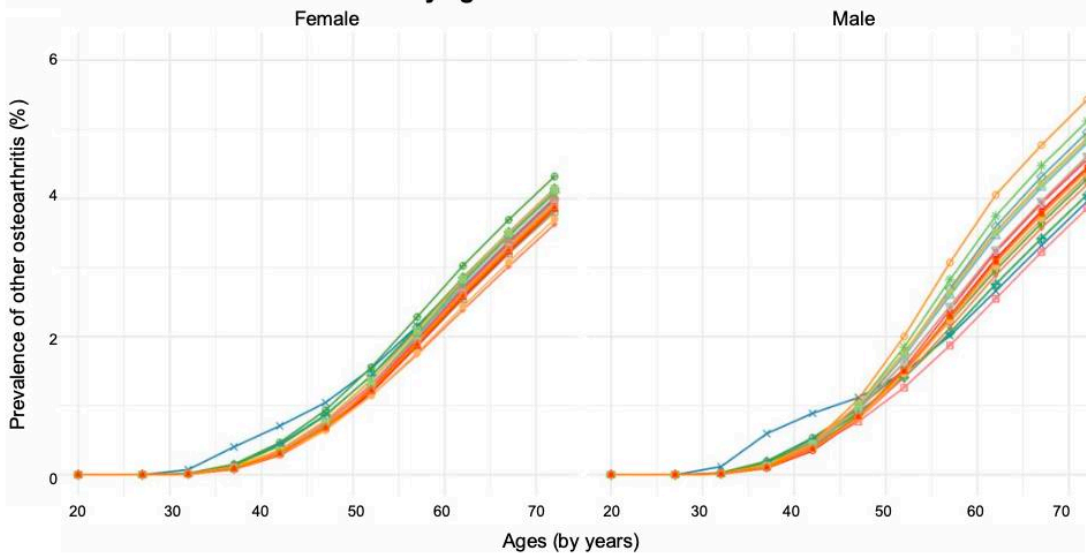 Female Male
Prevalence of other osteoarthritis (%)
6
4
2
0
20 30 40 50 60 70 20 30 40 50 60 70
Ages (by years)